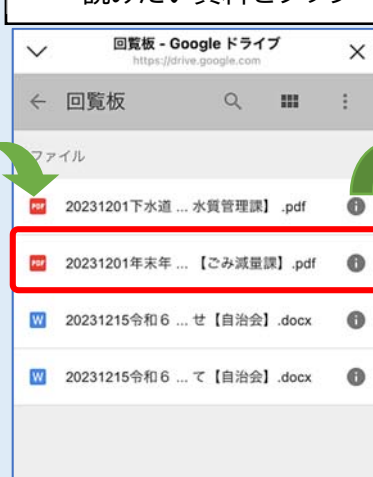 読みたい資料をクリッ
回覧板 - Google ドライブ
https://drive.google.com
回覧板
ファイル
PDF 20231201下水道 ... 水質管理課】 .pdf
PDF 20231201年末年 ... 【ごみ減量課】.pdf
W 20231215令和６ ... せ【自治会】.docx
W 20231215令和６ ... て【自治会】.docx